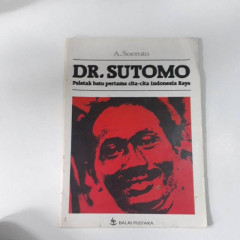 A. Soeroto
DR. SUTOMO
Peletak batu pertama cita-cita Indonesia Raya
BALAI PUSTAKA